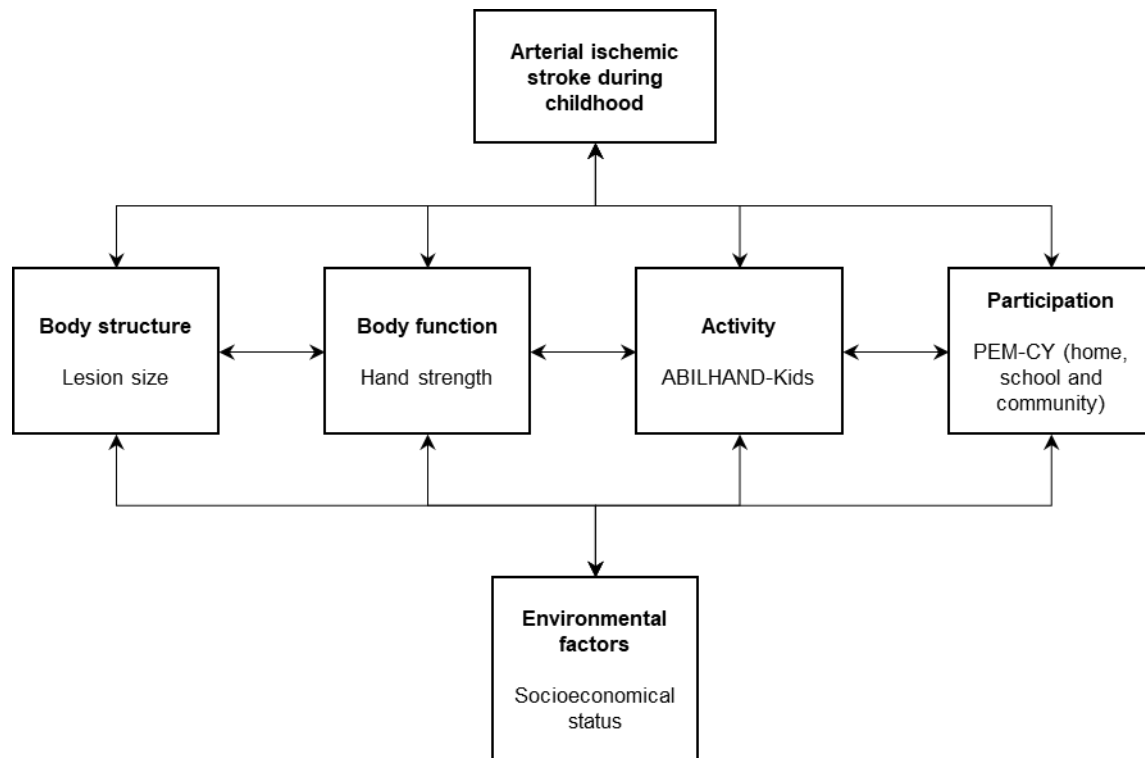 Arterial ischemic
stroke during
childhood
Body structure
Lesion size
Body function
Hand strength
Activity
ABILHAND-Kids
Participation
PEM-CY (home,
school and
community)
Environmental
factors
Socioeconomical
status